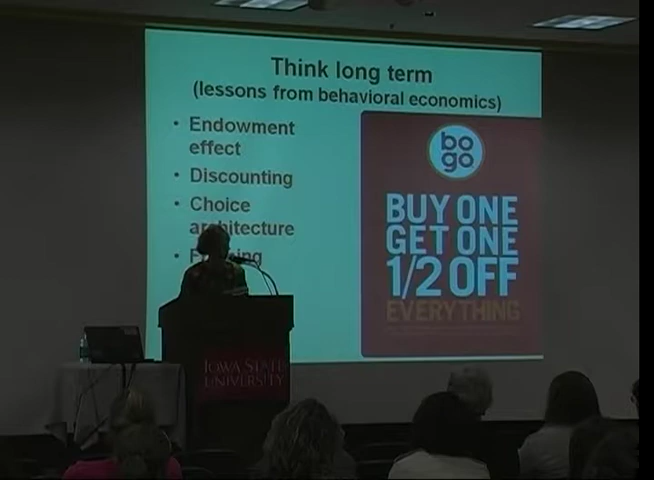 Think long term
(lessons from behavioral economics)
• Endowment
effect
• Discounting
• Choice
architecture
bo
go
BUY ONE
GET ONE
1/2 OFF
EVERYTHING
IOWA STATE
UNIVERSITY